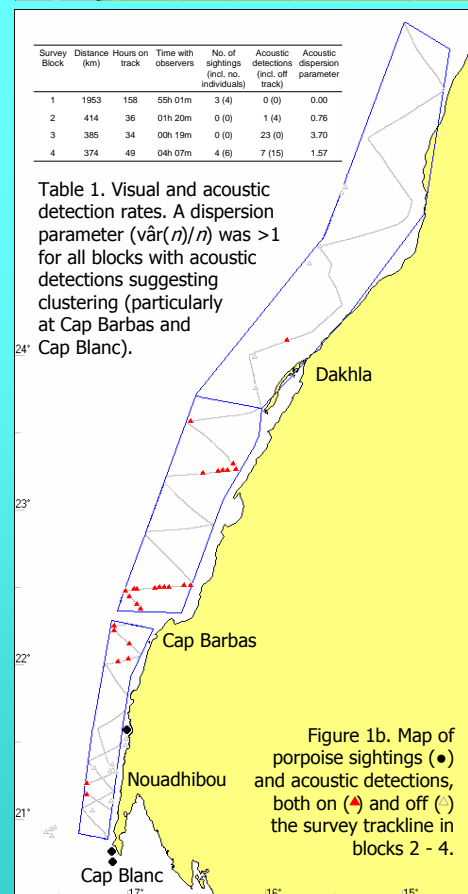 Survey Block Distance (km) Hours on track Time with observers No. of sightings (incl. no. individuals) Acoustic detections (incl. off track) Acoustic dispersion parameter
1 1953 158 55h 01m 3 (4) 0 (0) 0.00
2 414 36 01h 20m 0 (0) 1 (4) 0.76
3 385 34 00h 19m 0 (0) 23 (0) 3.70
4 374 49 04h 07m 4 (6) 7 (15) 1.57
Table 1. Visual and acoustic
detection rates. A dispersion
parameter (vâr(n)/n) was >1
for all blocks with acoustic
detections suggesting
clustering (particularly
at Cap Barbas and
Cap Blanc).
24°
Dakhla
23°
Cap Barbas
22°
Figure 1b. Map of
porpoise sightings (●)
and acoustic detections,
both on (▲) and off (△)
the survey trackline in
blocks 2 - 4.
Nouadhibou
21°
Cap Blanc
17° 16° 15°